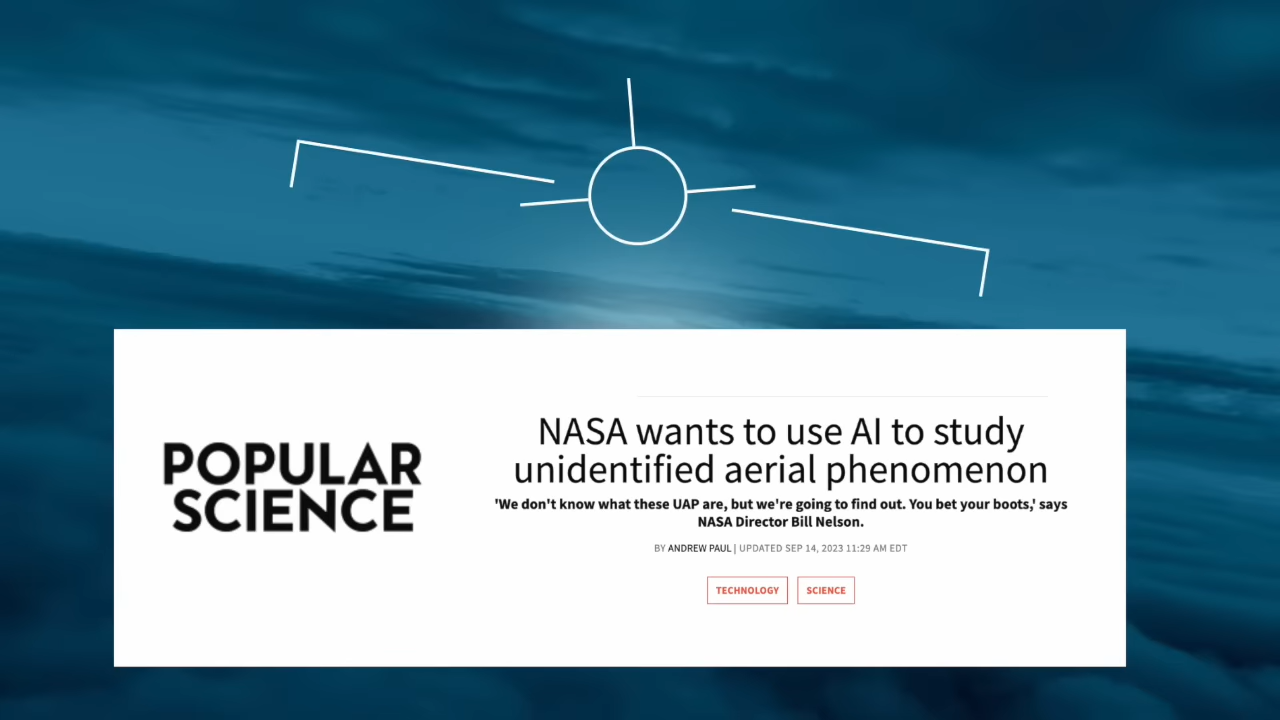 POPULAR
SCIENCE
NASA wants to use AI to study
unidentified aerial phenomenon
'We don't know what these UAP are, but we're going to find out. You bet your boots,' says
NASA Director Bill Nelson.
BY ANDREW PAUL | UPDATED SEP 14, 2023 11:29 AM EDT
TECHNOLOGY
SCIENCE